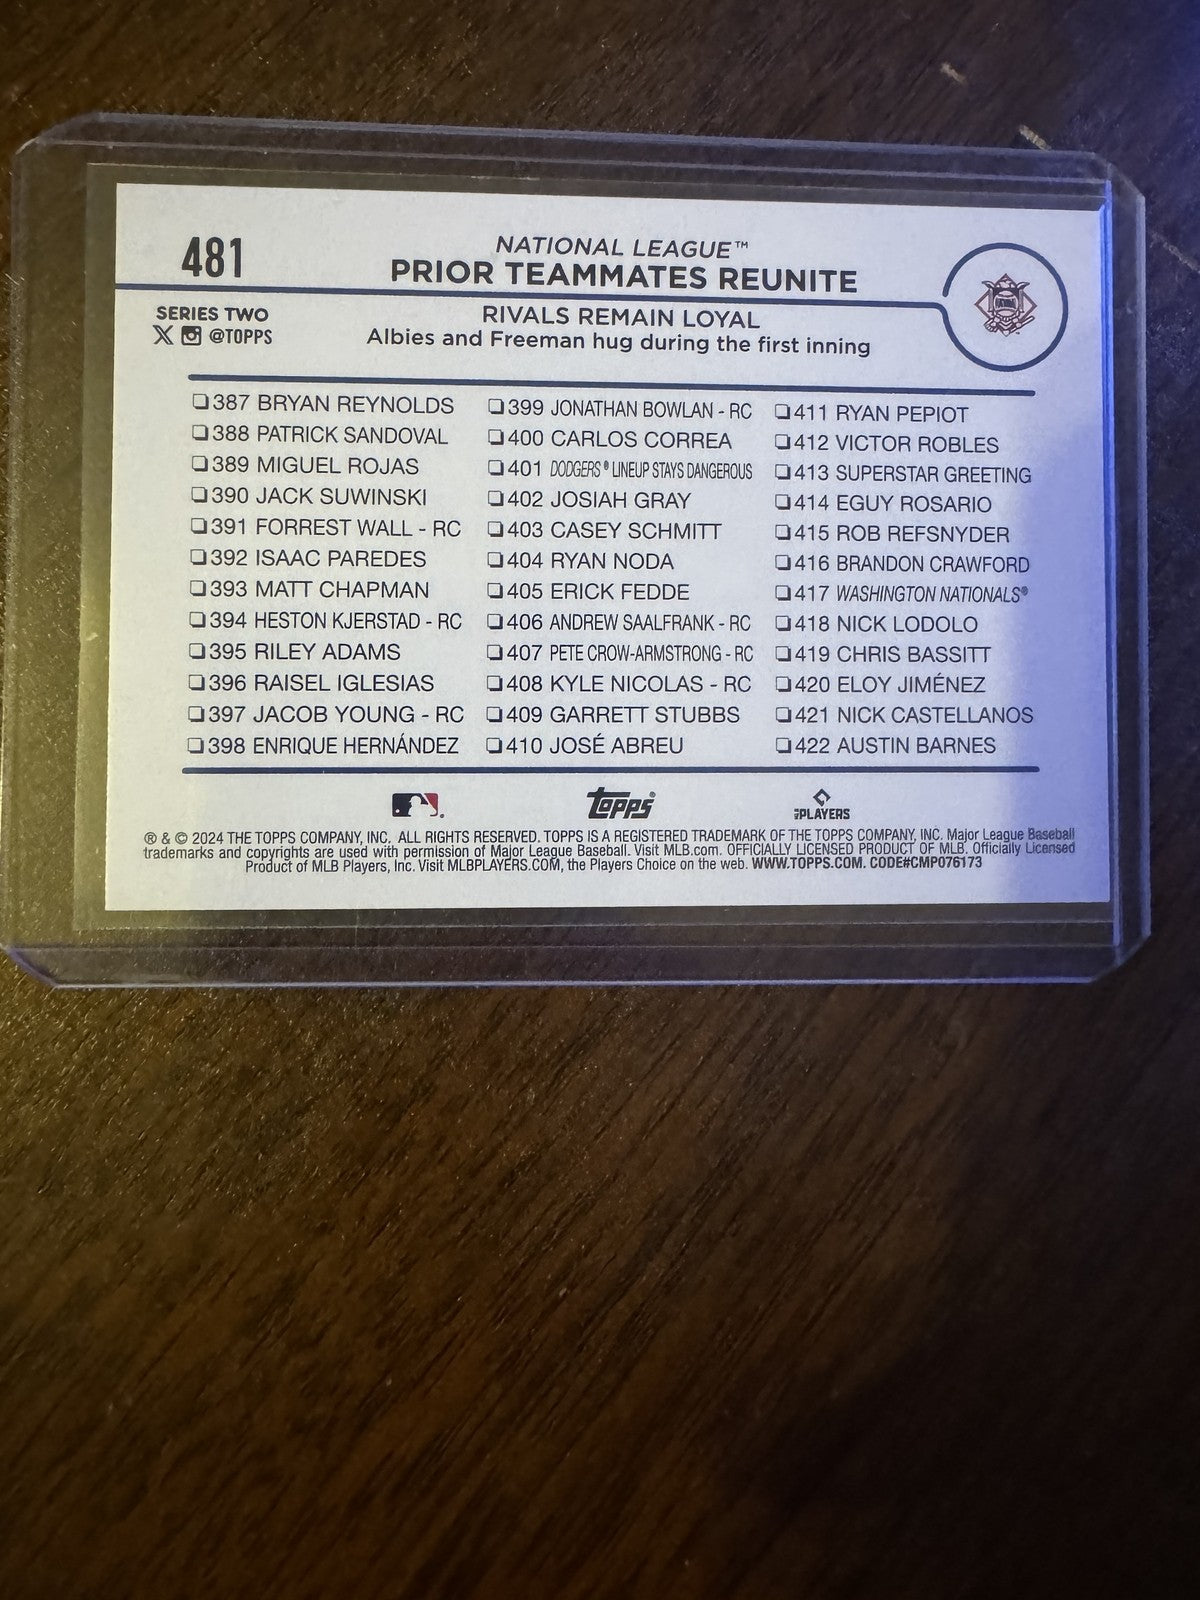 481
NATIONAL LEAGUE™
PRIOR TEAMMATES REUNITE
SERIES TWO
X @TOPPS
RIVALS REMAIN LOYAL
Albies and Freeman hug during the first inning
❏387 BRYAN REYNOLDS
❏388 PATRICK SANDOVAL
❏389 MIGUEL ROJAS
❏390 JACK SUWINSKI
❏391 FORREST WALL - RC
❏392 ISAAC PAREDES
❏393 MATT CHAPMAN
❏394 HESTON KJERSTAD - RC
❏395 RILEY ADAMS
❏396 RAISEL IGLESIAS
❏397 JACOB YOUNG - RC
❏398 ENRIQUE HERNÁNDEZ
❏399 JONATHAN BOWLAN - RC
❏400 CARLOS CORREA
❏401 DODGERS® LINEUP STAYS DANGEROUS
❏402 JOSIAH GRAY
❏403 CASEY SCHMITT
❏404 RYAN NODA
❏405 ERICK FEDDE
❏406 ANDREW SAALFRANK - RC
❏407 PETE CROW-ARMSTRONG - RC
❏408 KYLE NICOLAS - RC
❏409 GARRETT STUBBS
❏410 JOSÉ ABREU
❏411 RYAN PEPIOT
❏412 VICTOR ROBLES
❏413 SUPERSTAR GREETING
❏414 EGUY ROSARIO
❏415 ROB REFSNYDER
❏416 BRANDON CRAWFORD
❏417 WASHINGTON NATIONALS®
❏418 NICK LODOLO
❏419 CHRIS BASSITT
❏420 ELOY JIMÉNEZ
❏421 NICK CASTELLANOS
❏422 AUSTIN BARNES
Topps®
PLAYERS
® & © 2024 THE TOPPS COMPANY, INC. ALL RIGHTS RESERVED. TOPPS IS A REGISTERED TRADEMARK OF THE TOPPS COMPANY, INC. Major League Baseball
trademarks and copyrights are used with permission of Major League Baseball. Visit MLB.com. OFFICIALLY LICENSED PRODUCT OF MLB. Officially Licensed
Product of MLB Players, Inc. Visit MLBPLAYERS.COM, the Players Choice on the web. WWW.TOPPS.COM. CODE#CMP076173